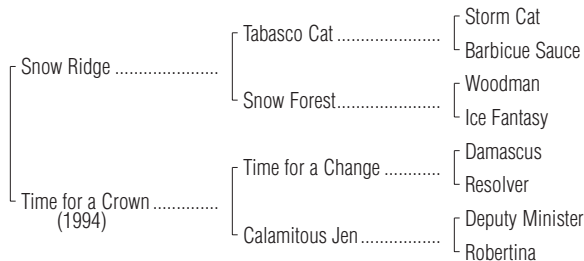 Storm Cat
Tabasco Cat .....................
Barbicue Sauce
Snow Ridge .....................
Woodman
Snow Forest.....................
Ice Fantasy
Damascus
Time for a Change ............
Resolver
Time for a Crown .............
(1994)
Deputy Minister
Calamitous Jen ................
Robertina